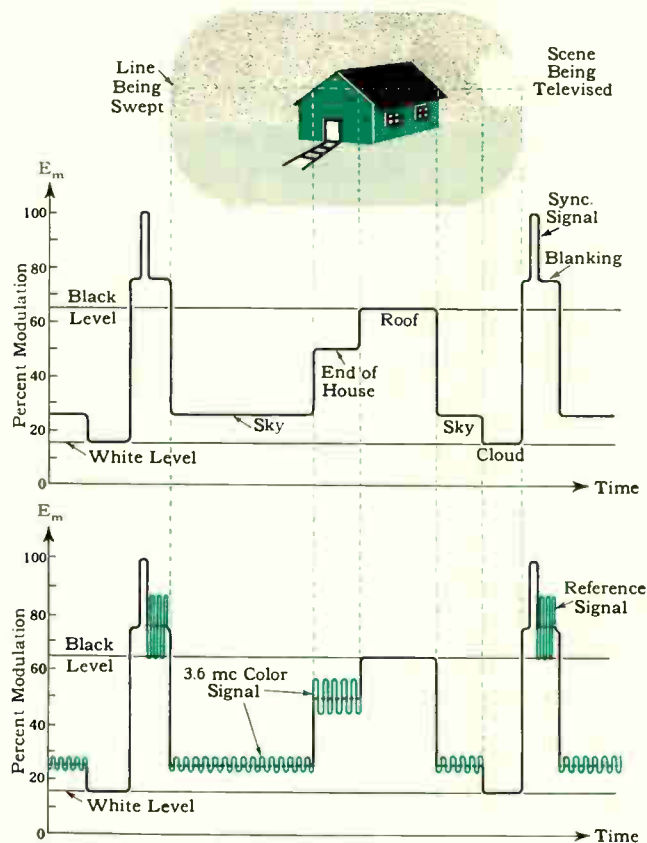 Line
Being
Swept
Scene
Being
Televised
Em
100
80
60
40
20
0
Percent Modulation
Black
Level
White Level
Sync.
Signal
Blanking
Roof
End of
House
Sky
Sky
Cloud
Time
Em
100
80
60
40
20
0
Percent Modulation
Black
Level
White Level
3.6 mc Color
Signal
Reference
Signal
Time